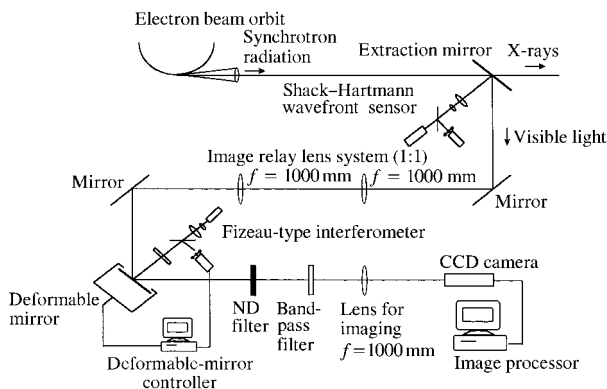 Electron beam orbit
Synchrotron
radiation
Extraction mirror
X-rays
Shack–Hartmann
wavefront sensor
Visible light
Image relay lens system (1:1)
f = 1000 mm
f = 1000 mm
Mirror
Mirror
Fizeau-type interferometer
CCD camera
Deformable
mirror
ND
filter
Band-
pass
filter
Lens for
imaging
f=1000 mm
Deformable-mirror
controller
Image processor